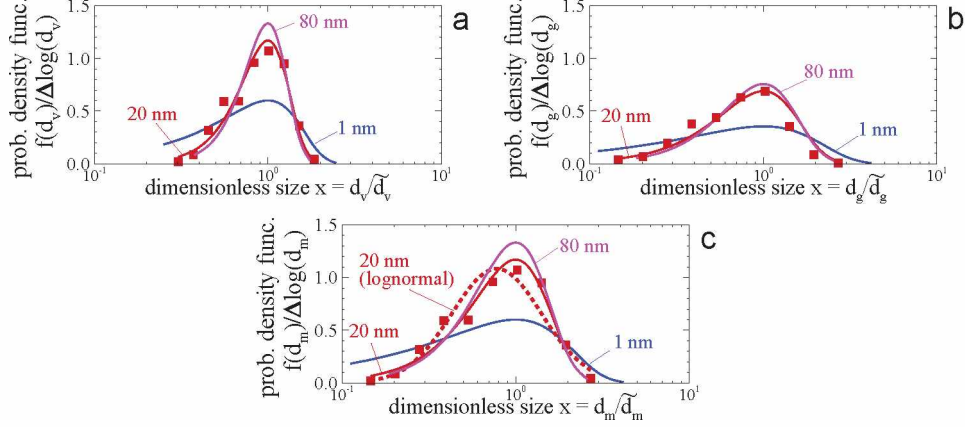 a
prob. density func.
f(d_v)/Δlog(d_v)
1.5
1.0
0.5
0.0
80 nm
20 nm
1 nm
10^-1
10^0
10^1
dimensionless size x = d_v/d̃_v
b
prob. density func.
f(d_g)/Δlog(d_g)
1.5
1.0
0.5
0.0
80 nm
20 nm
1 nm
10^-1
10^0
10^1
dimensionless size x = d_g/d̃_g
c
prob. density func.
f(d_m)/Δlog(d_m)
1.5
1.0
0.5
0.0
80 nm
20 nm
(lognormal)
20 nm
1 nm
10^-1
10^0
10^1
dimensionless size x = d_m/d̃_m